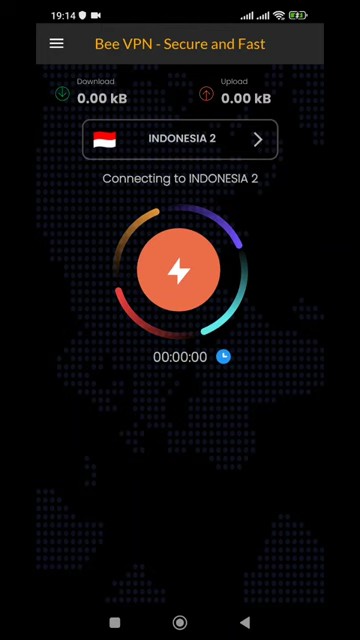 19:14
Bee VPN - Secure and Fast
Download
0.00 kB
Upload
0.00 kB
INDONESIA 2
Connecting to INDONESIA 2
00:00:00